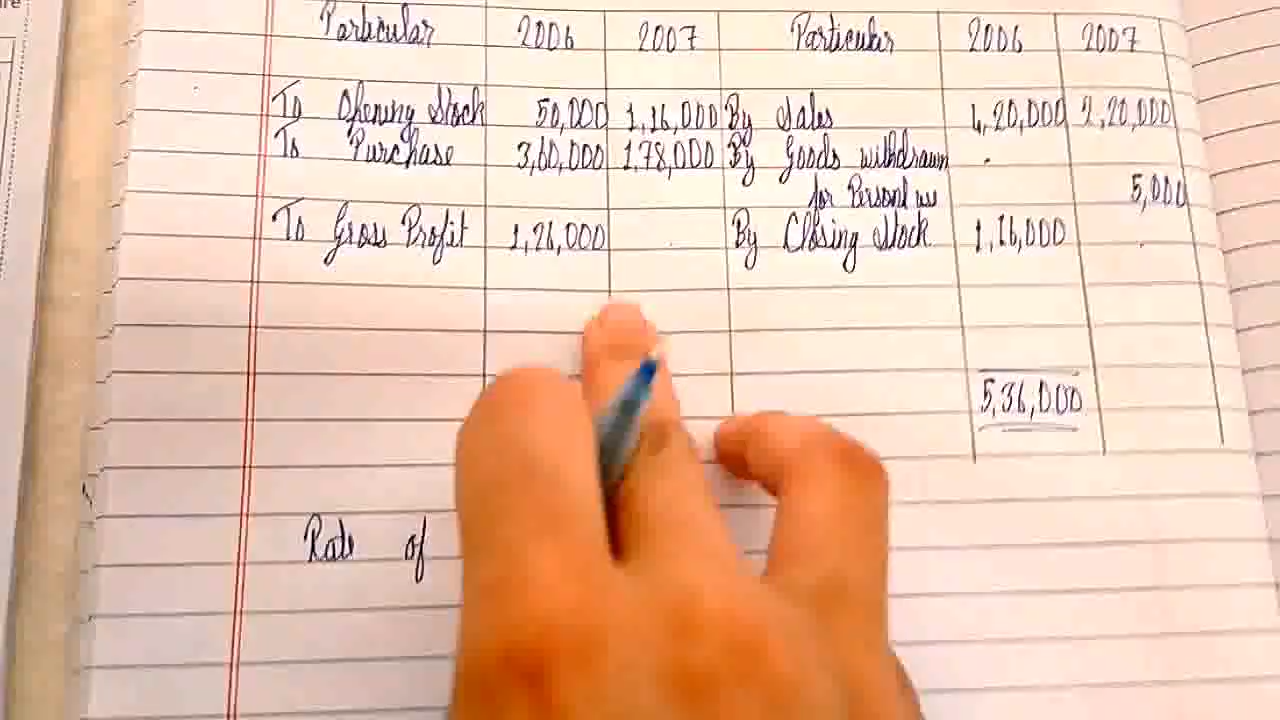 Particular 2006 2007 Particular 2006 2007
To Opening Stock 50,000 1,16,000 By Sales 4,20,000 2,20,000
To Purchase 3,60,000 1,78,000 By Goods withdrawn
for Personl use 5,000
To Gross Profit 1,26,000 By Closing Stock 1,16,000
5,36,000
Rate of